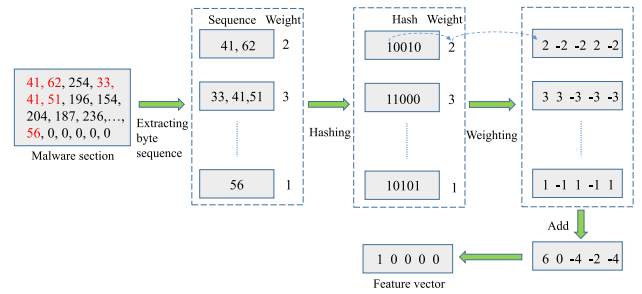 Sequence Weight
41, 62 2
33, 41,51 3
56 1
Hash Weight
10010 2
11000 3
10101 1
2 -2 -2 2 -2
3 3 -3 -3 -3
1 -1 1 -1 1
41, 62, 254, 33,
41, 51, 196, 154,
204, 187, 236,...,
56, 0, 0, 0, 0, 0
Malware section
Extracting
byte
sequence
Hashing
Weighting
Add
6 0 -4 -2 -4
1 0 0 0 0
Feature vector